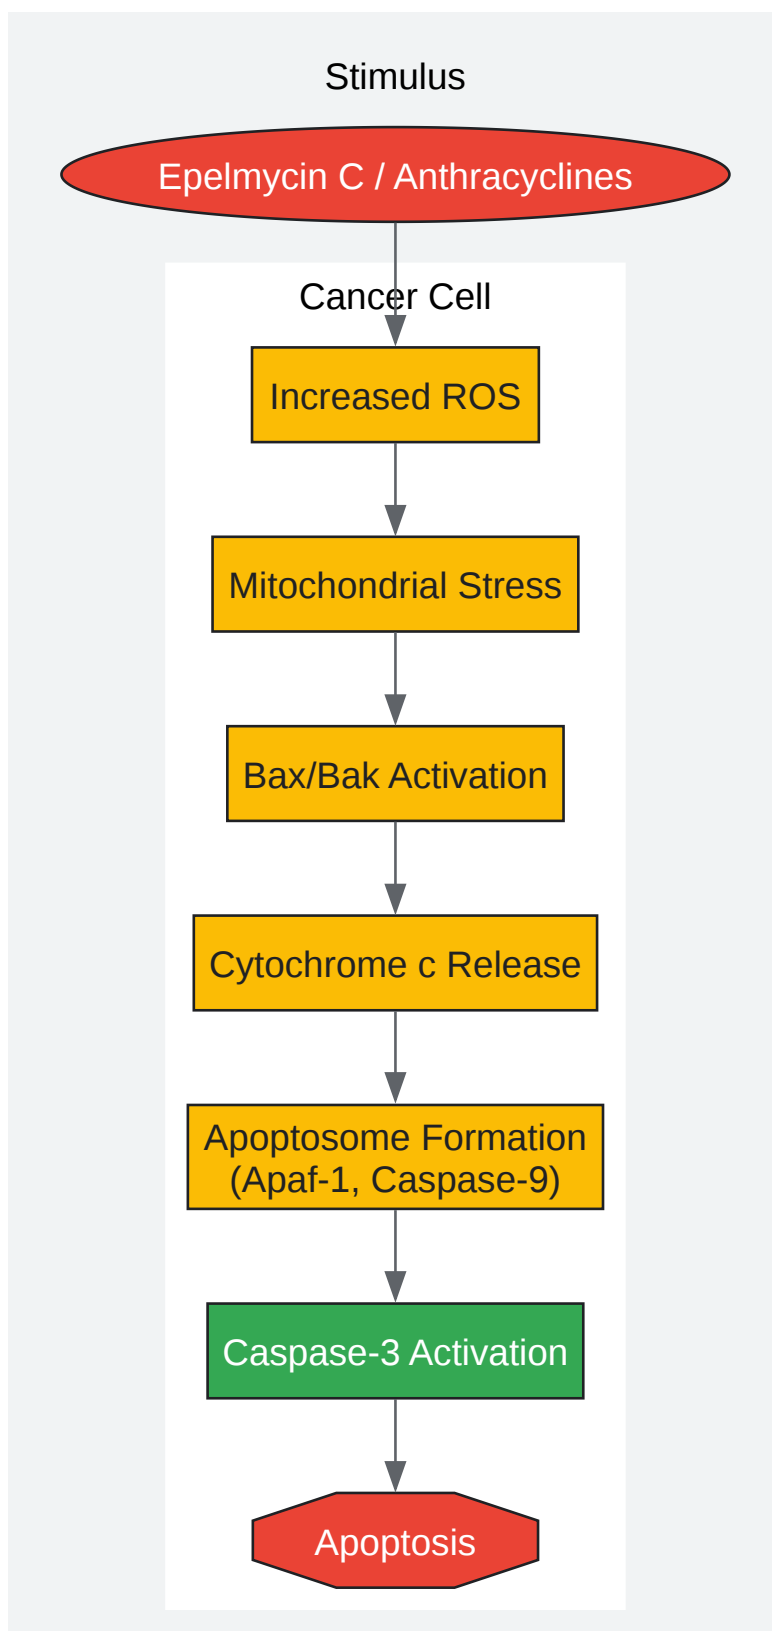 Stimulus
Epelmycin C / Anthracyclines
Cancer Cell
Increased ROS
Mitochondrial Stress
Bax/Bak Activation
Cytochrome c Release
Apoptosome Formation
(Apaf-1, Caspase-9)
Caspase-3 Activation
Apoptosis